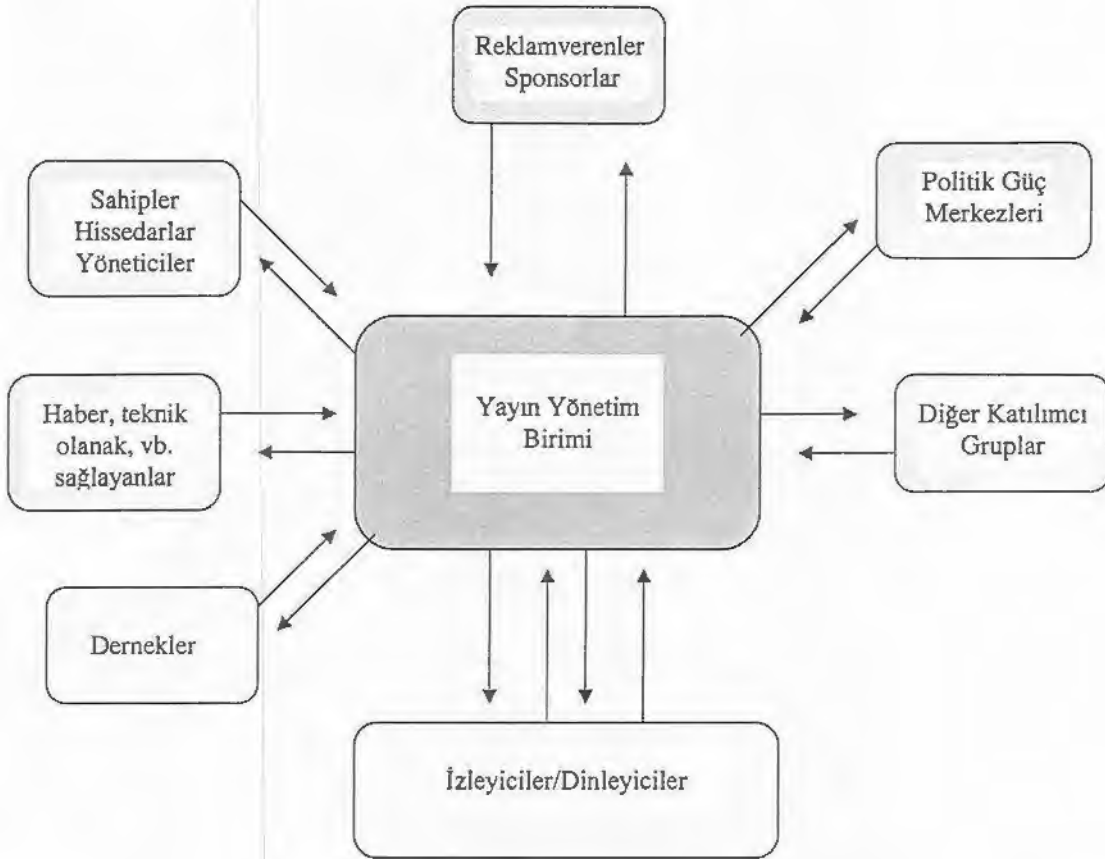 Reklamverenler
Sponsorlar
Sahipler
Hissedarlar
Yöneticiler
Politik Güç
Merkezleri
Haber, teknik
olanak, vb.
sağlayanlar
Yayın Yönetim
Birimi
Diğer Katılımcı
Gruplar
Dernekler
İzleyiciler/Dinleyiciler